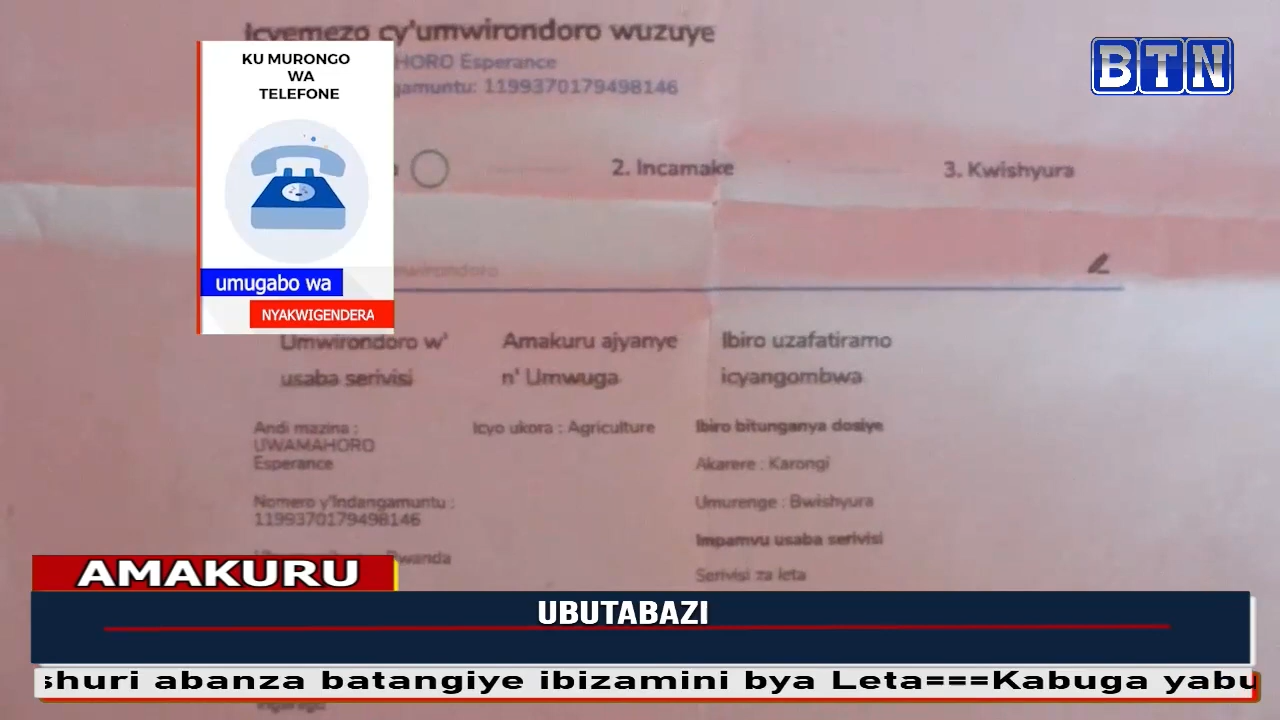 Icyemezo cy'umwirondoro wuzuye
HORO Esperance
gamuntu: 1199370179498146
BTN
KU MURONGO
WA
TELEFONE
umugabo wa
NYAKWIGENDERA
2. Incamake
3. Kwishyura
mwirondoro
Umwirondoro w'
usaba serivisi
Amakuru ajyanye
n' Umwuga
Ibiro uzafatiramo
icyangombwa
Andi mazina :
UWAMAHORO
Esperance
Nomero y'Indangamuntu :
1199370179498146
Rwanda
Icyo ukora : Agriculture
Ibiro bitunganya dosiye
Akarere : Karongi
Umurenge : Bwishyura
Impamvu usaba serivisi
Serivisi za leta
AMAKURU
UBUTABAZI
shuri abanza batangiye ibizamini bya Leta===Kabuga yabu